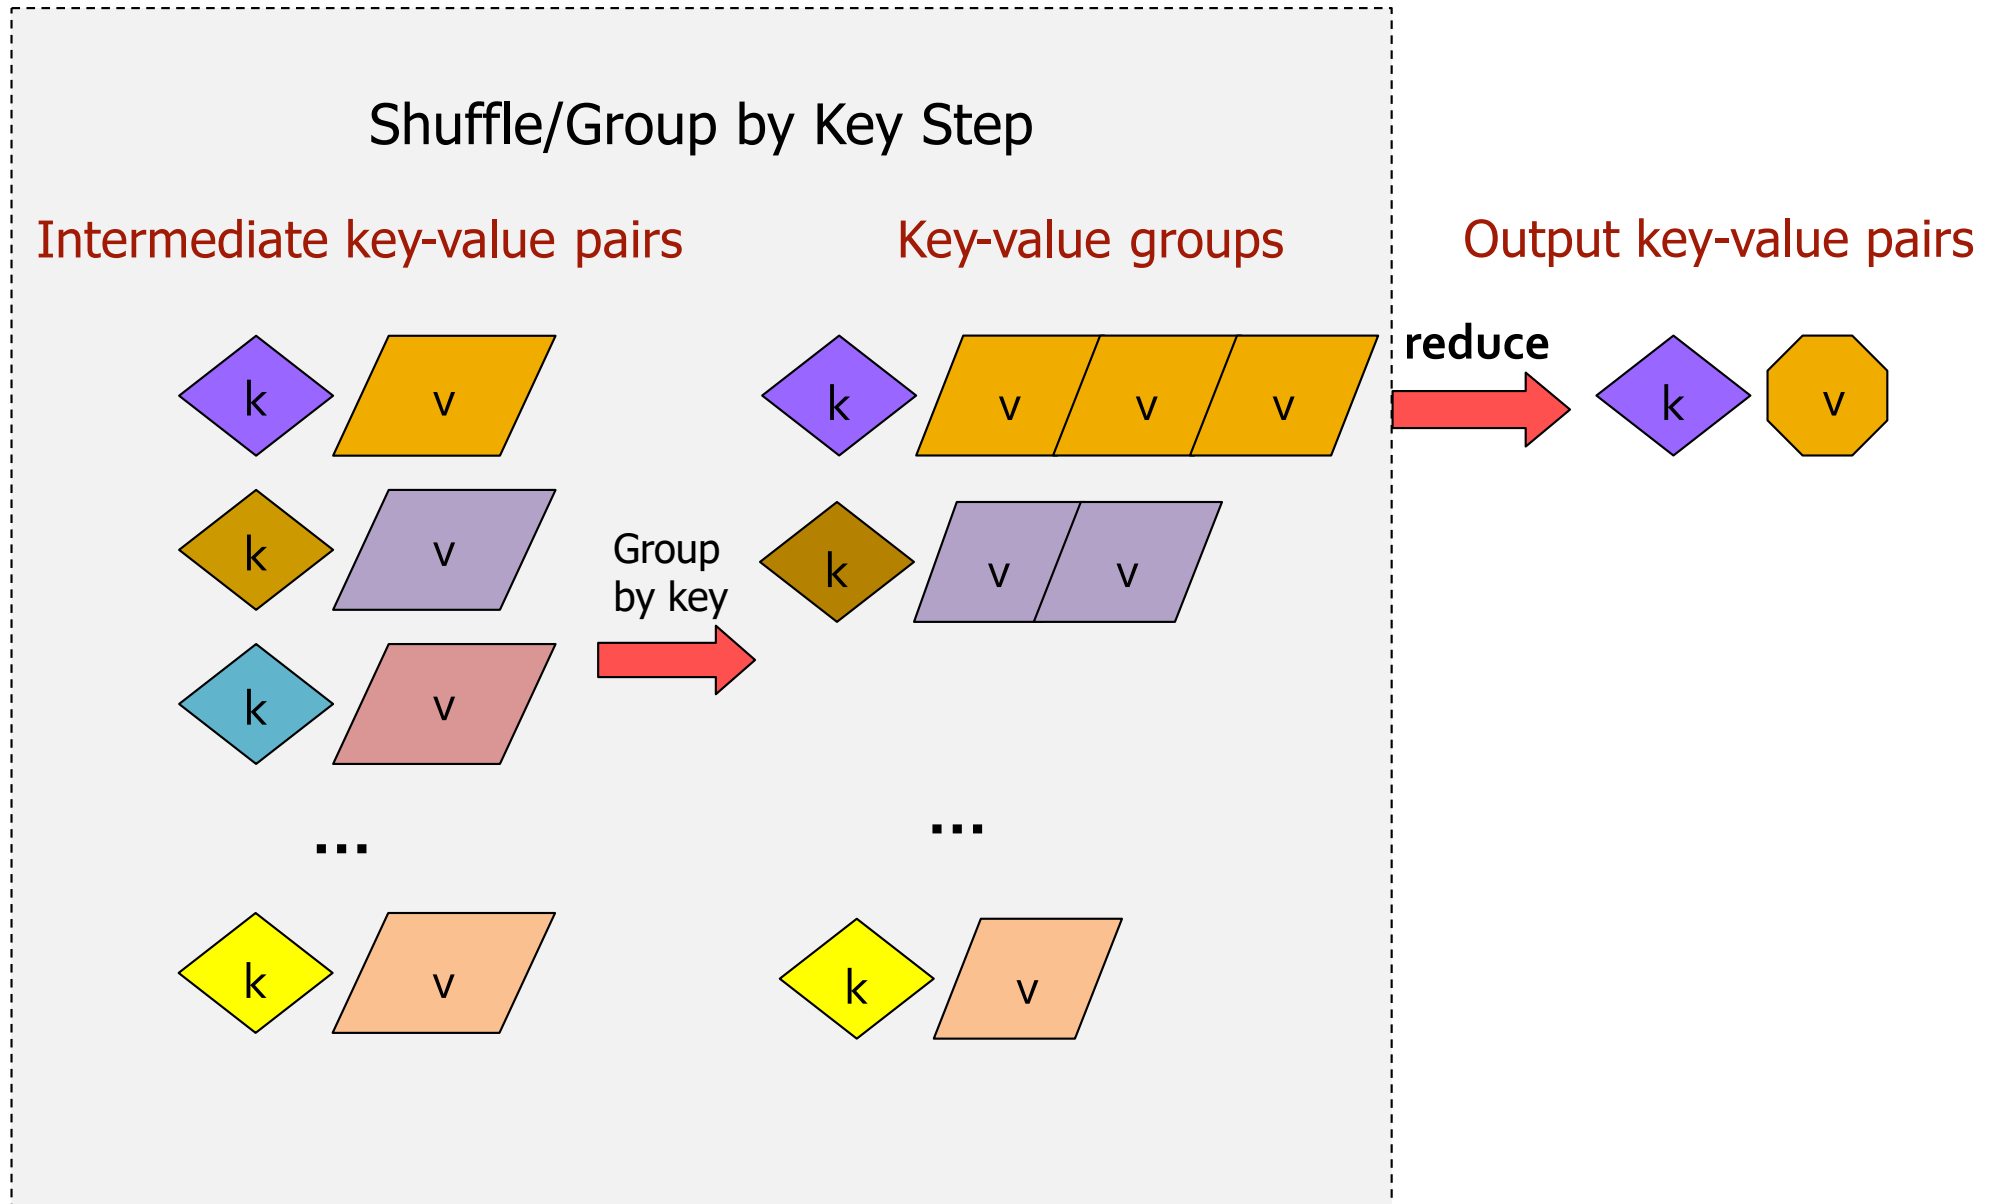 Shuffle/Group by Key Step
Intermediate key-value pairs
Key-value groups
Output key-value pairs
k v
k v v v
reduce
k v
k v
Group
by key
k v v
k v
...
...
k v
k v